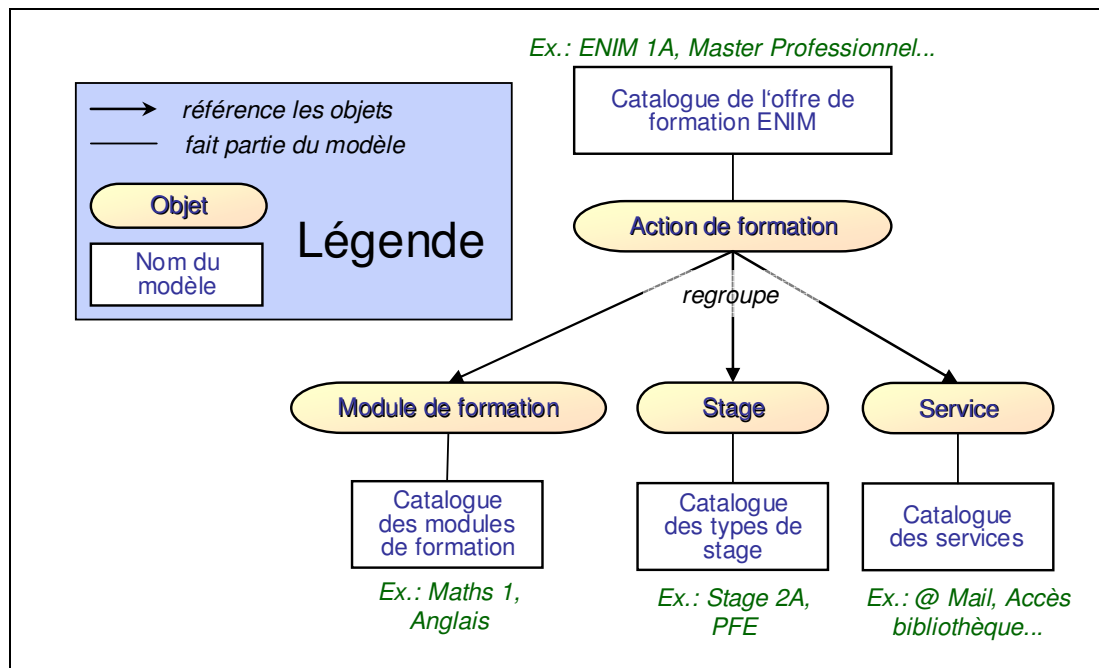 Ex.: ENIM 1A, Master Professionnel...
Catalogue de l‘offre de
formation ENIM
référence les objets
fait partie du modèle
Objet
Légende
Nom du
modèle
Action de formation
regroupe
Module de formation
Stage
Service
Catalogue
des modules
de formation
Catalogue
des types de
stage
Catalogue
des services
Ex.: Maths 1,
Anglais
Ex.: Stage 2A,
PFE
Ex.: @ Mail, Accès
bibliothèque...